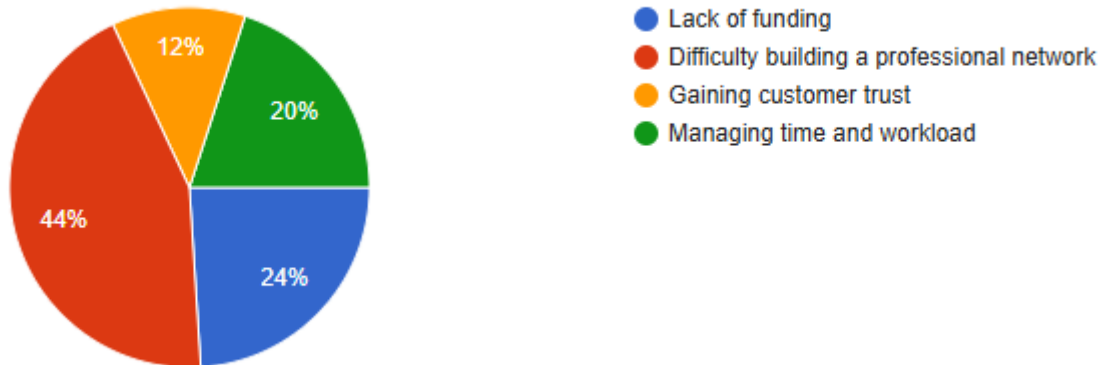 12%
20%
44%
24%
Lack of funding
Difficulty building a professional network
Gaining customer trust
Managing time and workload